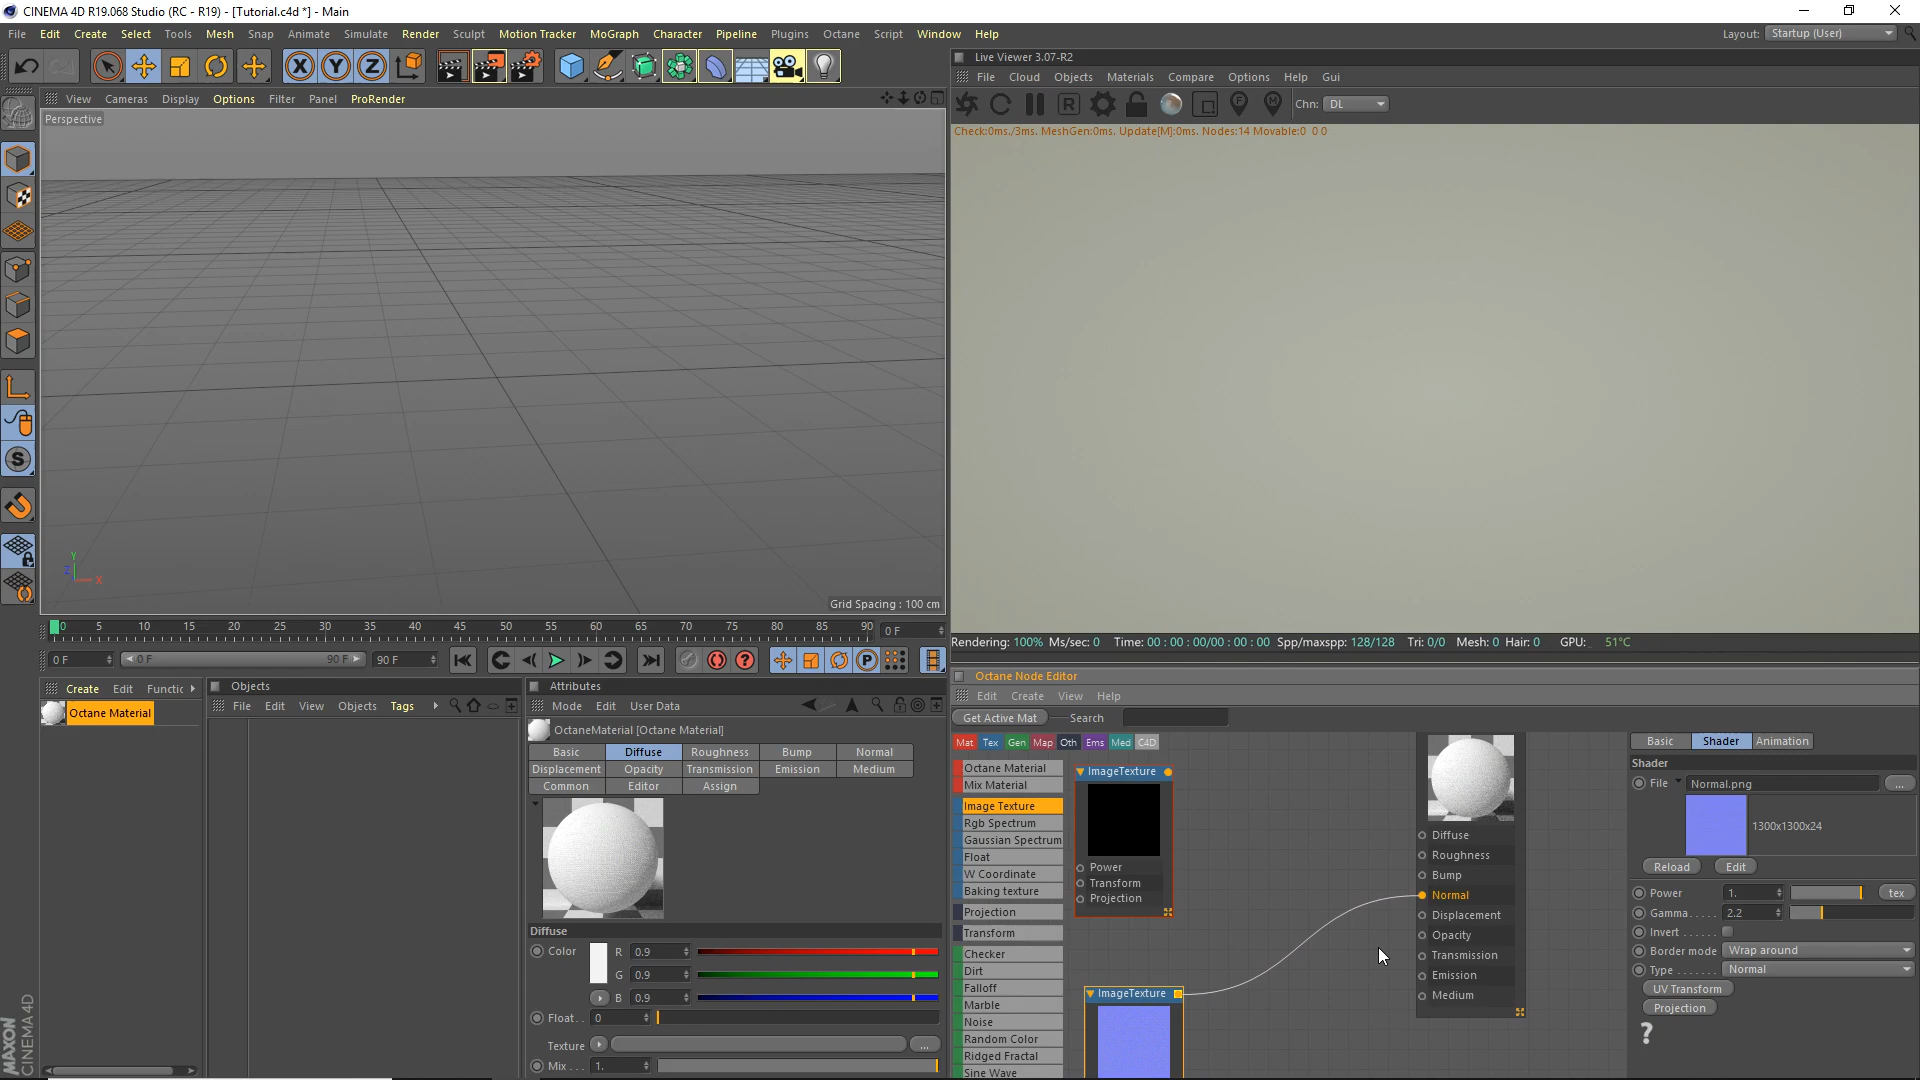 CINEMA 4D R19.068 Studio (RC - R19) - [Tutorial.c4d *] - Main
File Edit Create Select Tools Mesh Snap Animate Simulate Render Sculpt Motion Tracker MoGraph Character Pipeline Plugins Octane Script Window Help
Layout: Startup (User)
Live Viewer 3.07-R2
File Cloud Objects Materials Compare Options Help Gui
Chn: DL
Check:0ms./3ms. MeshGen:0ms. Update[M]:0ms. Nodes:14 Movable:0 0 0
View Cameras Display Options Filter Panel ProRender
Perspective
Y
Z X
Grid Spacing : 100 cm
0 5 10 15 20 25 30 35 40 45 50 55 60 65 70 75 80 85 90 0 F
0 F 0 F 90 F 90 F
Rendering: 100% Ms/sec: 0 Time: 00 : 00 : 00/00 : 00 : 00 Spp/maxspp: 128/128 Tri: 0/0 Mesh: 0 Hair: 0 GPU: 51°C
Create Edit Functic
Octane Material
Objects
File Edit View Objects Tags
Attributes
Mode Edit User Data
OctaneMaterial [Octane Material]
Basic Diffuse Roughness Bump Normal
Displacement Opacity Transmission Emission Medium
Common Editor Assign
Diffuse
Color R 0.9
G 0.9
B 0.9
Float . . 0
Texture ...
Mix . . . 1.
Octane Node Editor
Edit Create View Help
Get Active Mat Search
Mat Tex Gen Map Oth Ems Med C4D
Octane Material
Mix Material
Image Texture
Rgb Spectrum
Gaussian Spectrum
Float
W Coordinate
Baking texture
Projection
Transform
Checker
Dirt
Falloff
Marble
Noise
Random Color
Ridged Fractal
Sine Wave
ImageTexture
Power
Transform
Projection
ImageTexture
Diffuse
Roughness
Bump
Normal
Displacement
Opacity
Transmission
Emission
Medium
Basic Shader Animation
Shader
File Normal.png ...
1300x1300x24
Reload Edit
Power 1. tex
Gamma. . . . . 2.2
Invert . . . . . .
Border mode Wrap around
Type . . . . . . . Normal
UV Transform
Projection
?
MAXON
CINEMA 4D